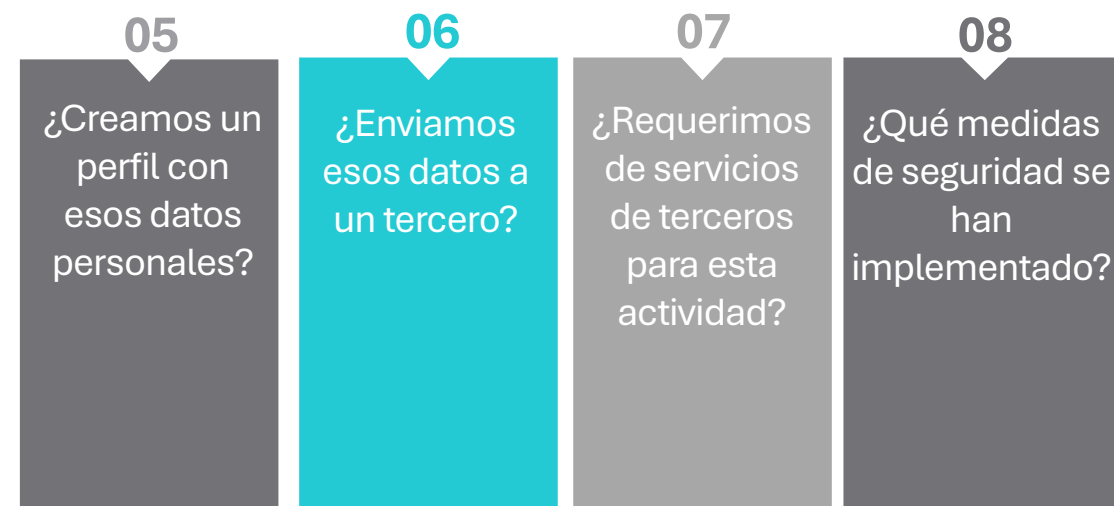 05
¿Creamos un
perfil con
esos datos
personales?
06
¿Enviamos
esos datos a
un tercero?
07
¿Requerimos
de servicios
de terceros
para esta
actividad?
08
¿Qué medidas
de seguridad se
han
implementado?